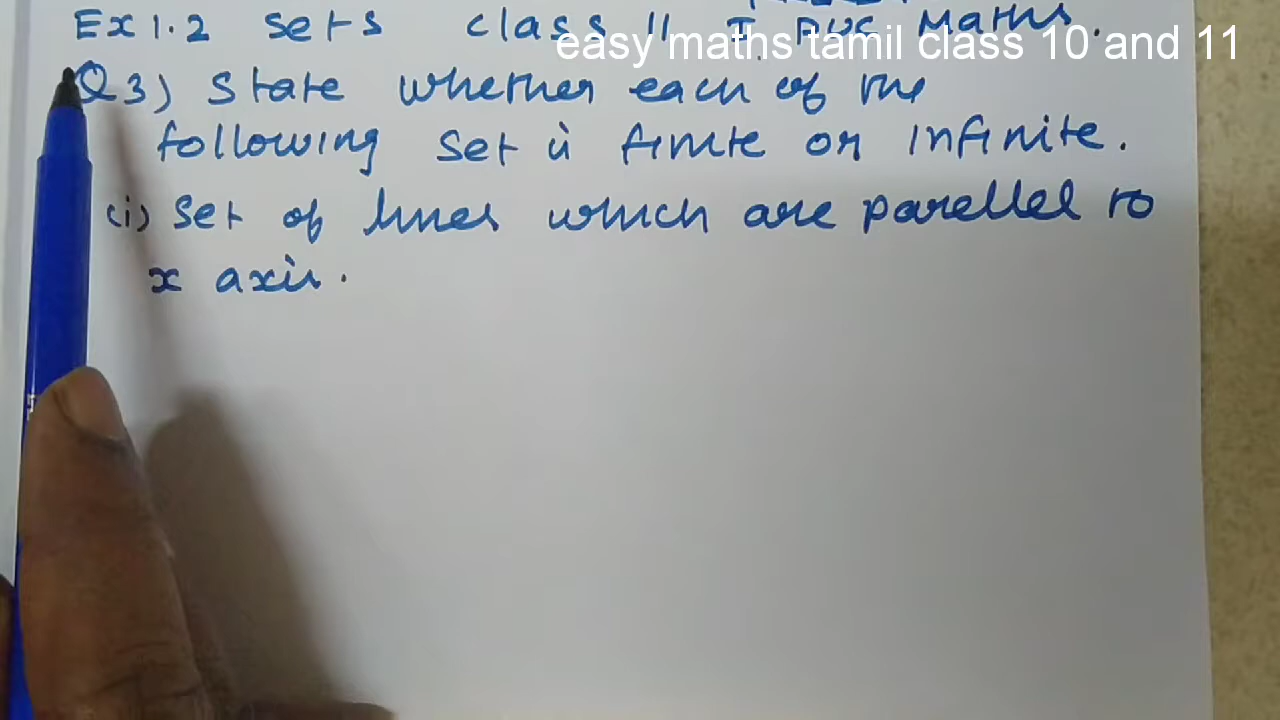 Ex 1.2 sets class 11 I PUC Maths.
easy maths tamil class 10 and 11
Q 3) State whether each of the
following set is finite or infinite.
(i) Set of lines which are parellel to
x axis.